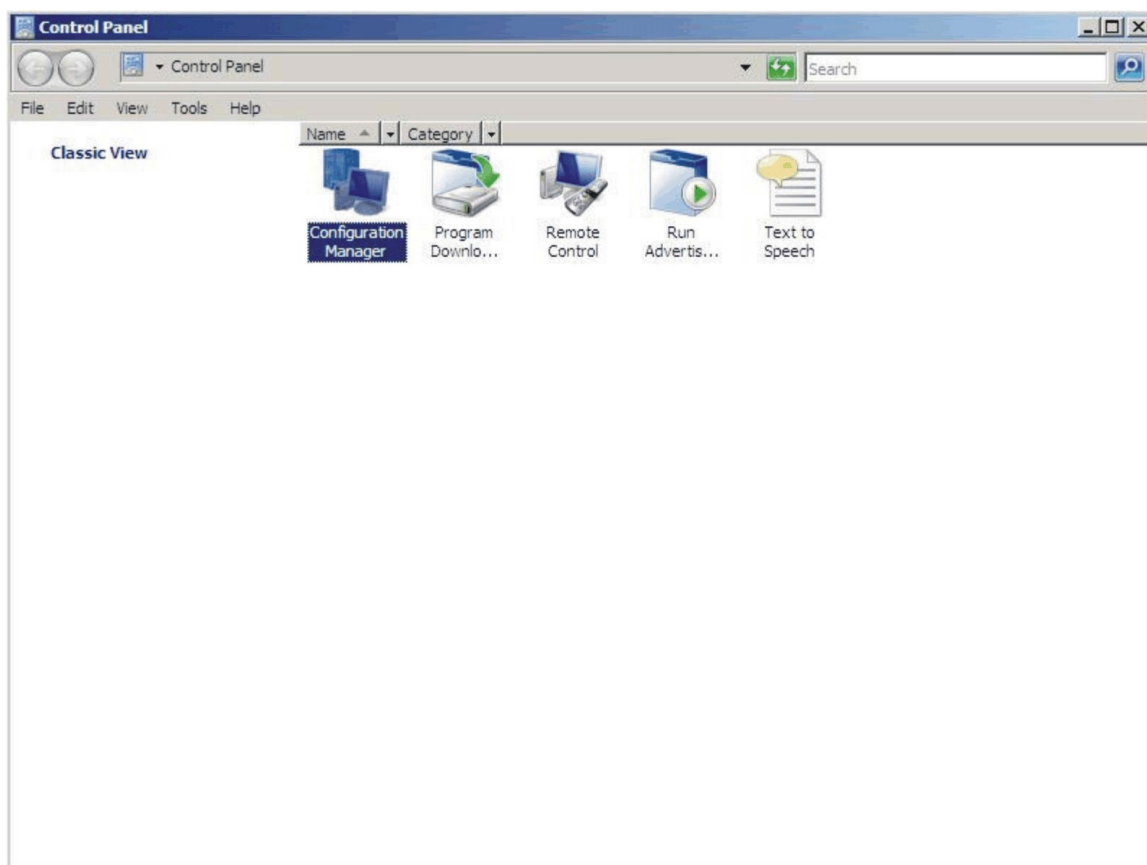 Control Panel
Control Panel
Search
File Edit View Tools Help
Name Category
Classic View
Configuration Manager
Program Downlo...
Remote Control
Run Advertis...
Text to Speech